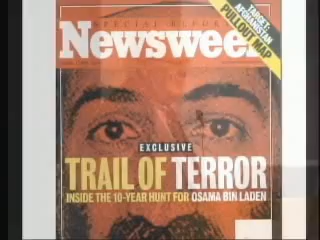 SPECIAL REPORT
Newsweek
TARGET:
AFGHANISTAN
PULLOUT MAP
EXCLUSIVE
TRAIL OF TERROR
INSIDE THE 10-YEAR HUNT FOR OSAMA BIN LADEN